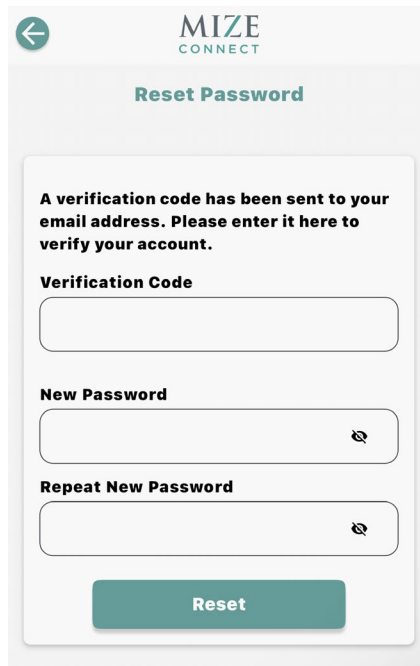 MIZE
CONNECT
Reset Password
A verification code has been sent to your
email address. Please enter it here to
verify your account.
Verification Code
New Password
Repeat New Password
Reset